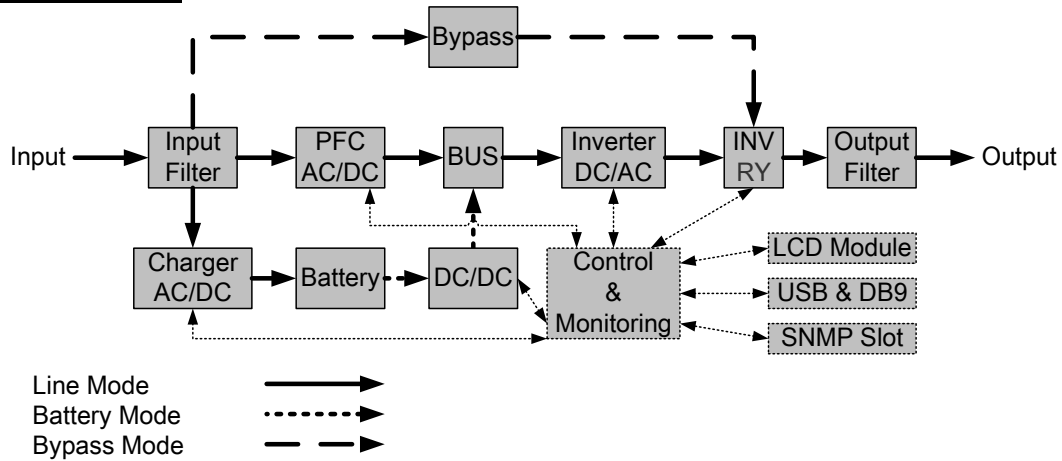 Bypass
Input
Input
Filter
PFC
AC/DC
BUS
Inverter
DC/AC
INV
RY
Output
Filter
Output
Charger
AC/DC
Battery
DC/DC
Control
&
Monitoring
LCD Module
USB & DB9
SNMP Slot
Line Mode
Battery Mode
Bypass Mode